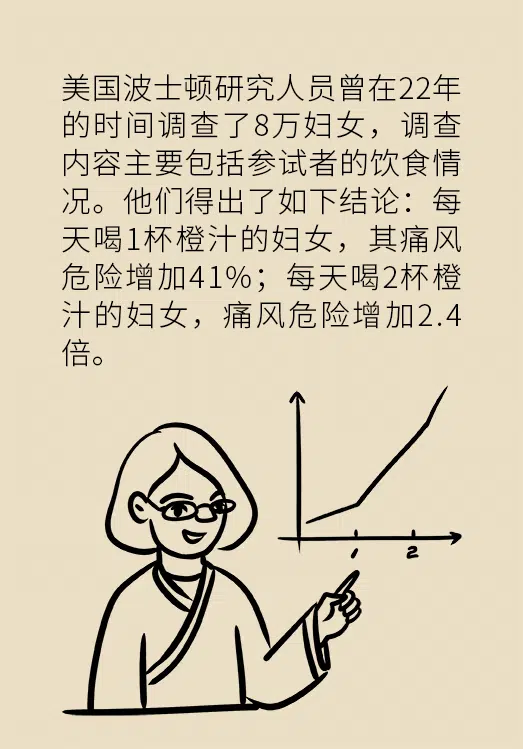 美国波士顿研究人员曾在22年
的时间调查了8万妇女，调查
内容主要包括参试者的饮食情
况。他们得出了如下结论：每
天喝1杯橙汁的妇女，其痛风
危险增加41%；每天喝2杯橙
汁的妇女，痛风危险增加2.4
倍。
1
2